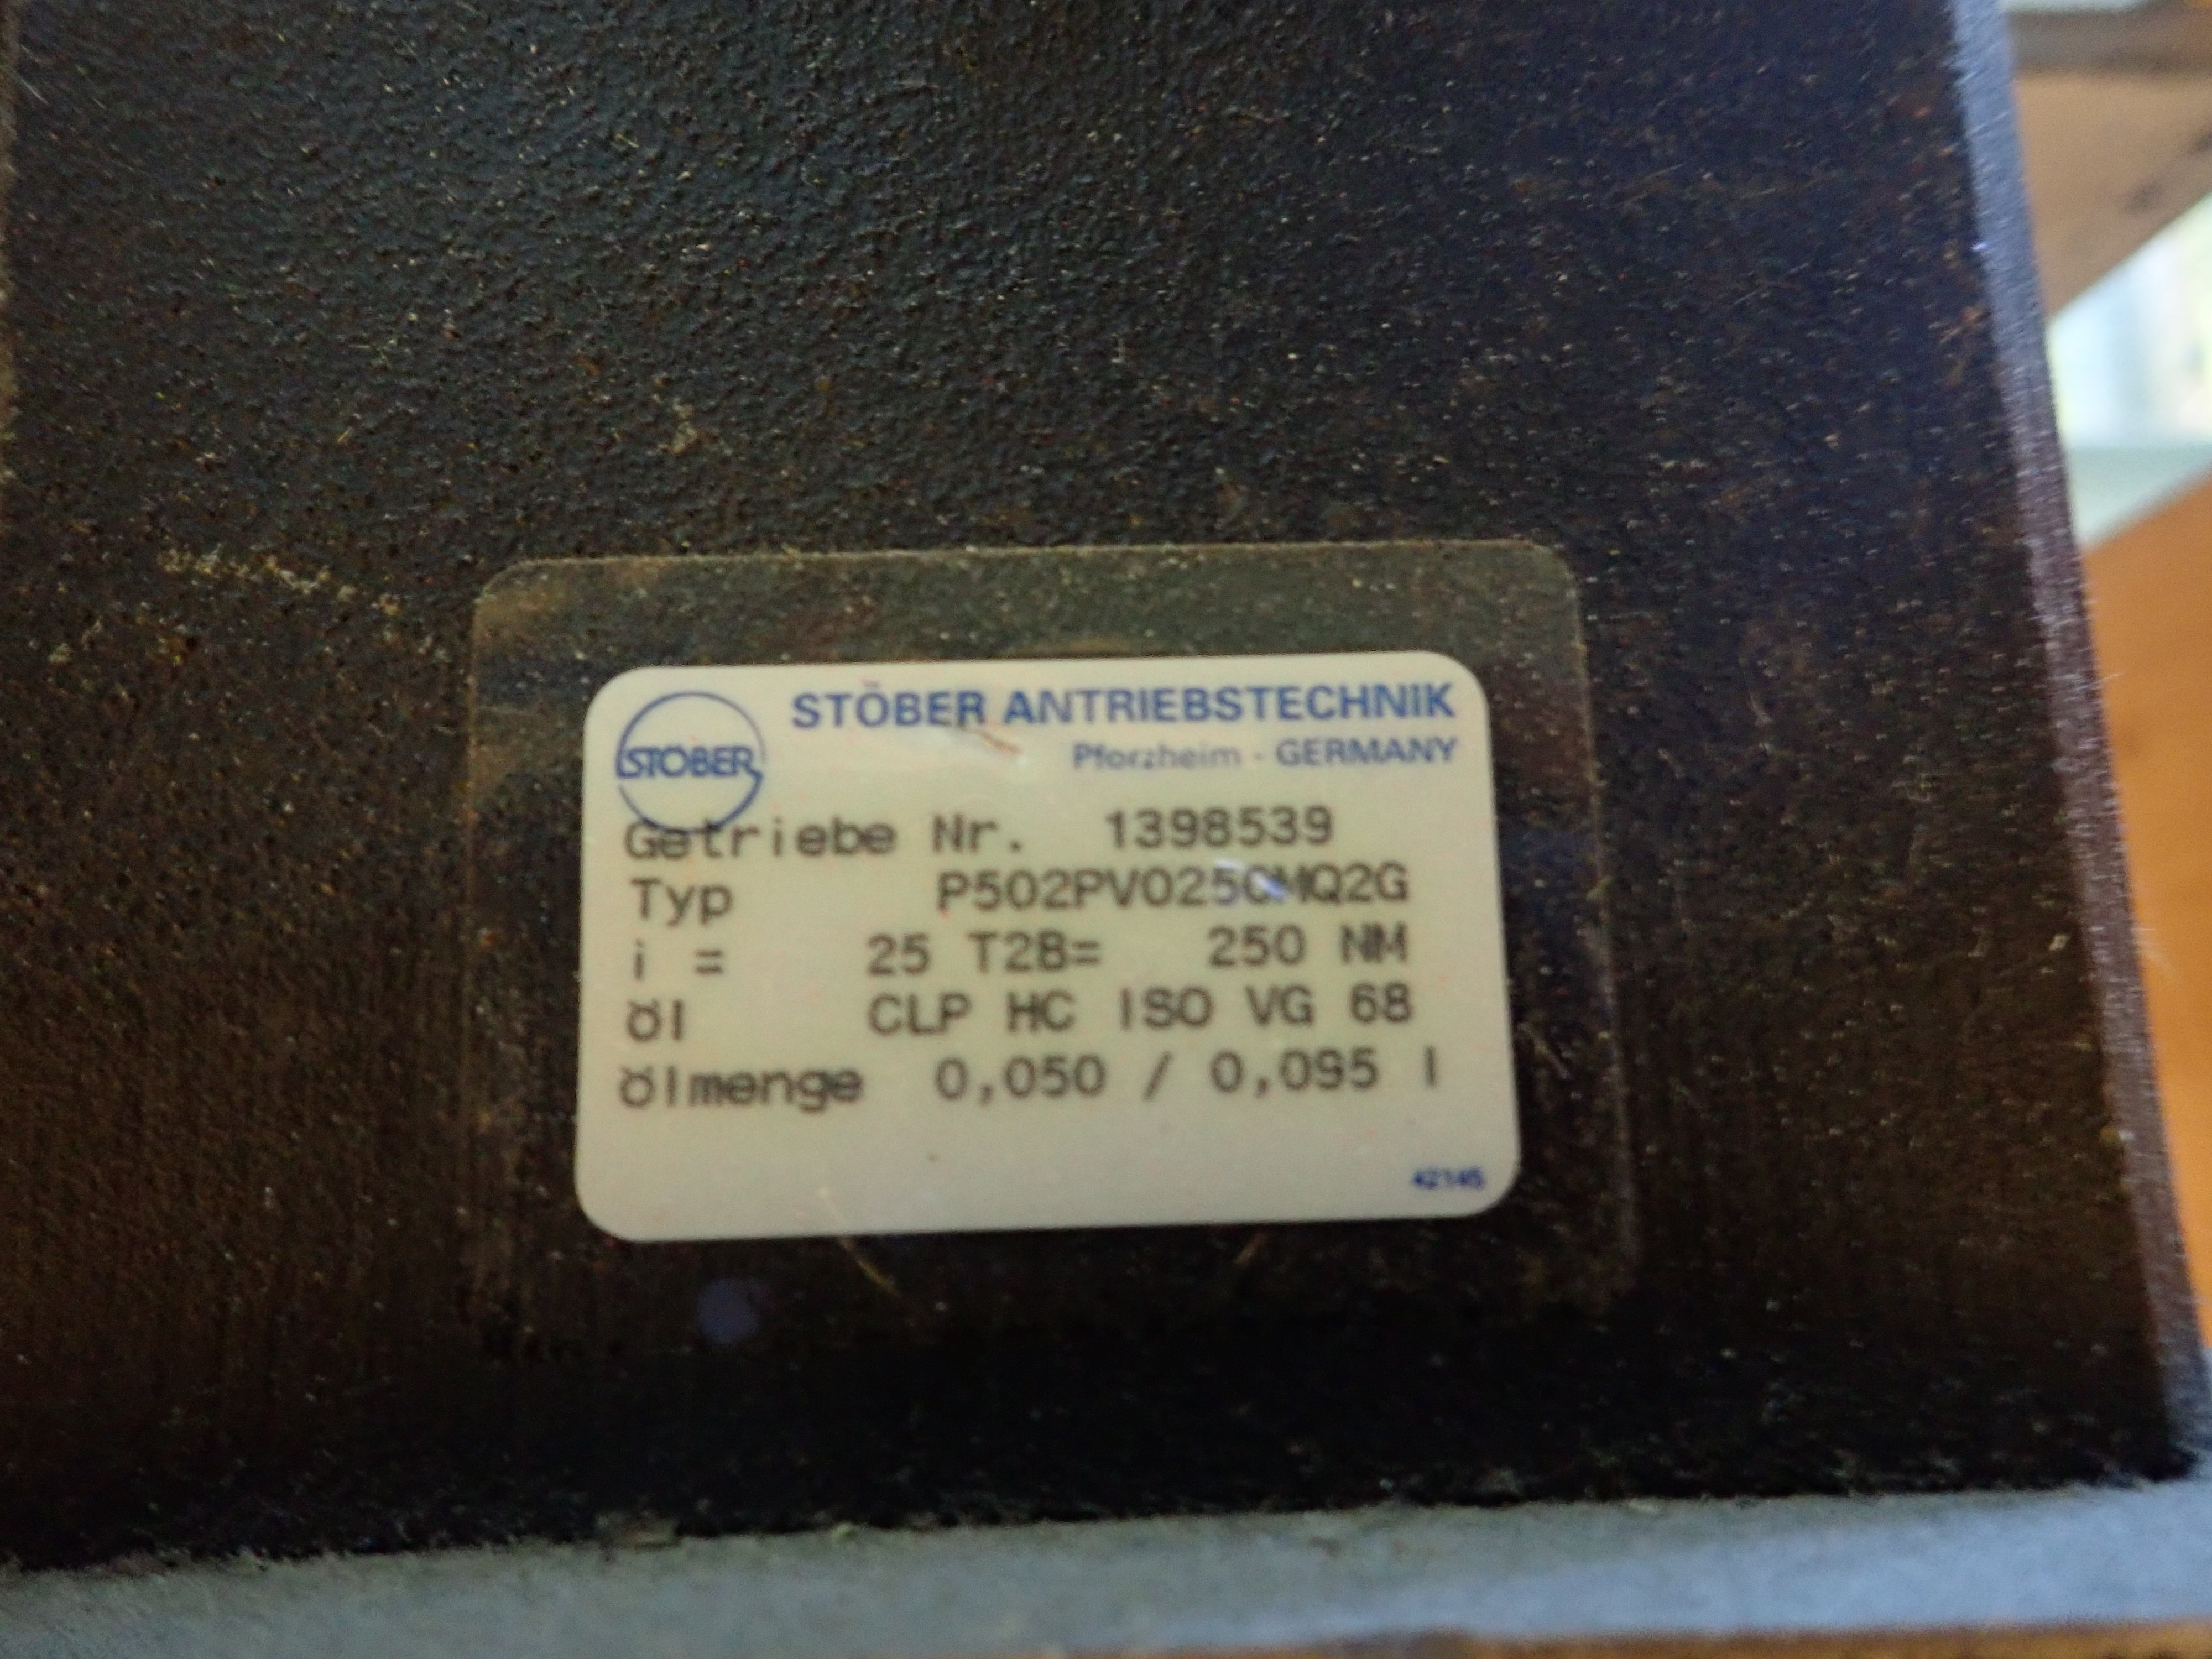 STÖBER
STÖBER ANTRIEBSTECHNIK
Pforzheim - GERMANY
Getriebe Nr. 1398539
Typ P502PV0250MQ2G
i = 25 T2B= 250 NM
Öl CLP HC ISO VG 68
Ölmenge 0,050 / 0,095 l
42145